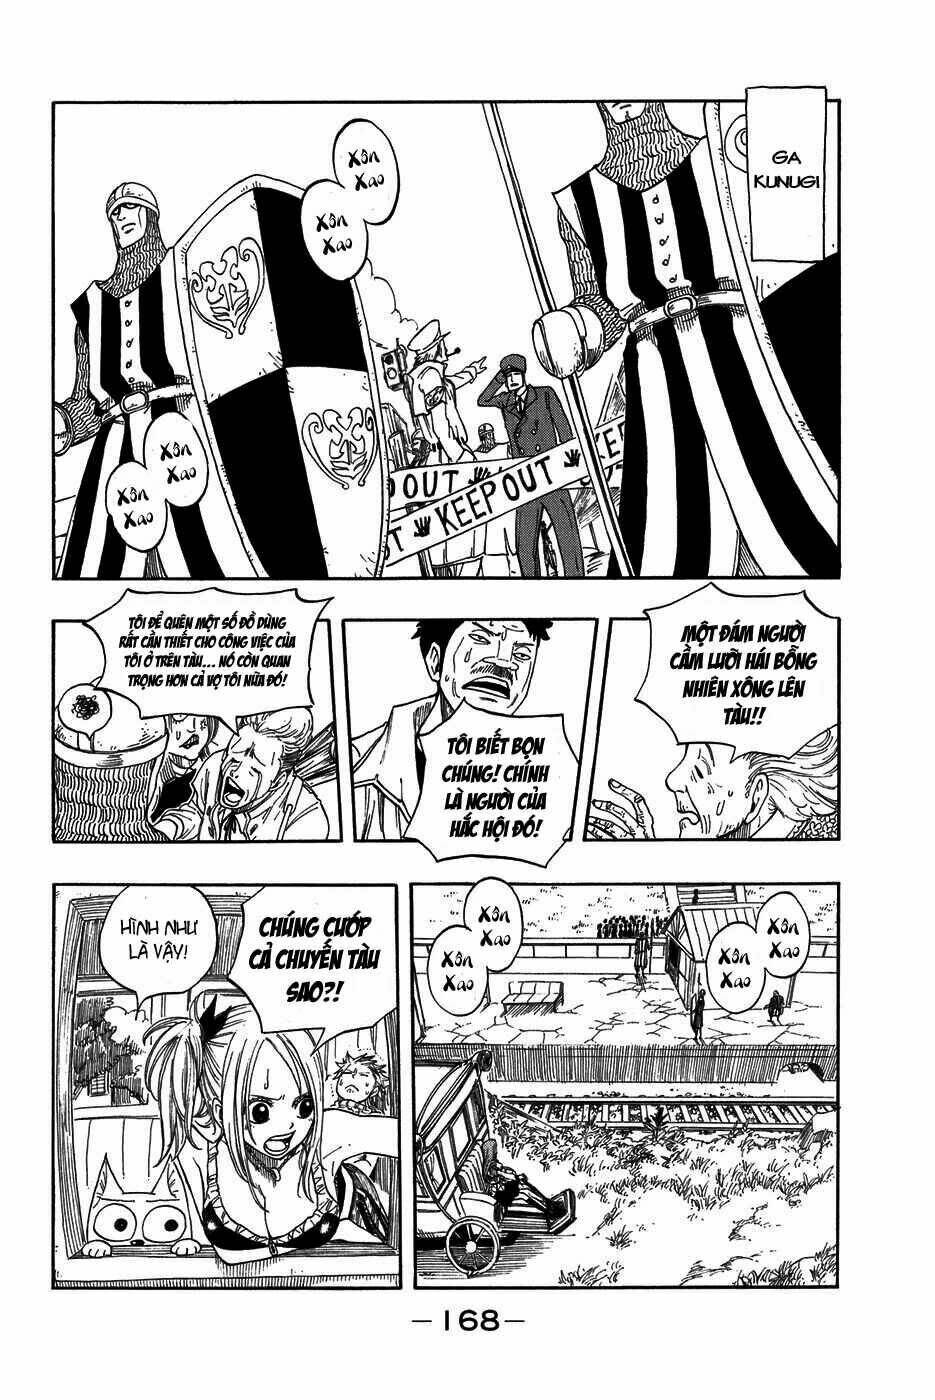 GA
KUNUGI
Xôn
Xao
Xôn
Xao
Xôn
Xao
Xôn
Xao
OUT
KEEP OUT
KE
UT
MỘT ĐÁM NGƯỜI
CẦM LƯỠI HÁI BỖNG
NHIÊN XÔNG LÊN
TÀU!!
TÔI BIẾT BỌN
CHÚNG! CHÍNH
LÀ NGƯỜI CỦA
HẮC HỘI ĐÓ!
TÔI ĐỂ QUÊN MỘT SỐ ĐỒ DÙNG
RẤT CẦN THIẾT CHO CÔNG VIỆC CỦA
TÔI Ở TRÊN TÀU... NÓ CÒN QUAN
TRỌNG HƠN CẢ VỢ TÔI NỮA ĐÓ!
Xôn
Xao
Xôn
Xao
Xôn
Xao
Xôn
Xao
CHÚNG CƯỚP
CẢ CHUYẾN TÀU
SAO?!
HÌNH NHƯ
LÀ VẬY!
-168-